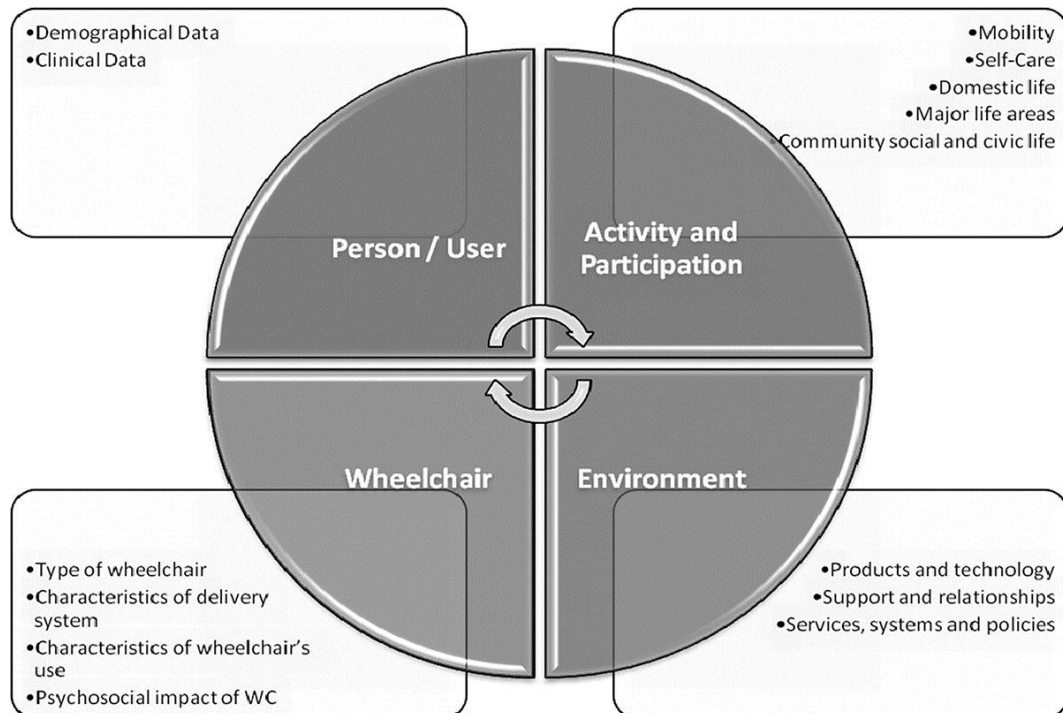 •Demographical Data
•Clinical Data
•Mobility
•Self-Care
•Domestic life
•Major life areas
•Community social and civic life
Person / User
Activity and
Participation
Wheelchair
Environment
•Type of wheelchair
•Characteristics of delivery
system
•Characteristics of wheelchair's
use
•Psychosocial impact of WC
•Products and technology
•Support and relationships
•Services, systems and policies